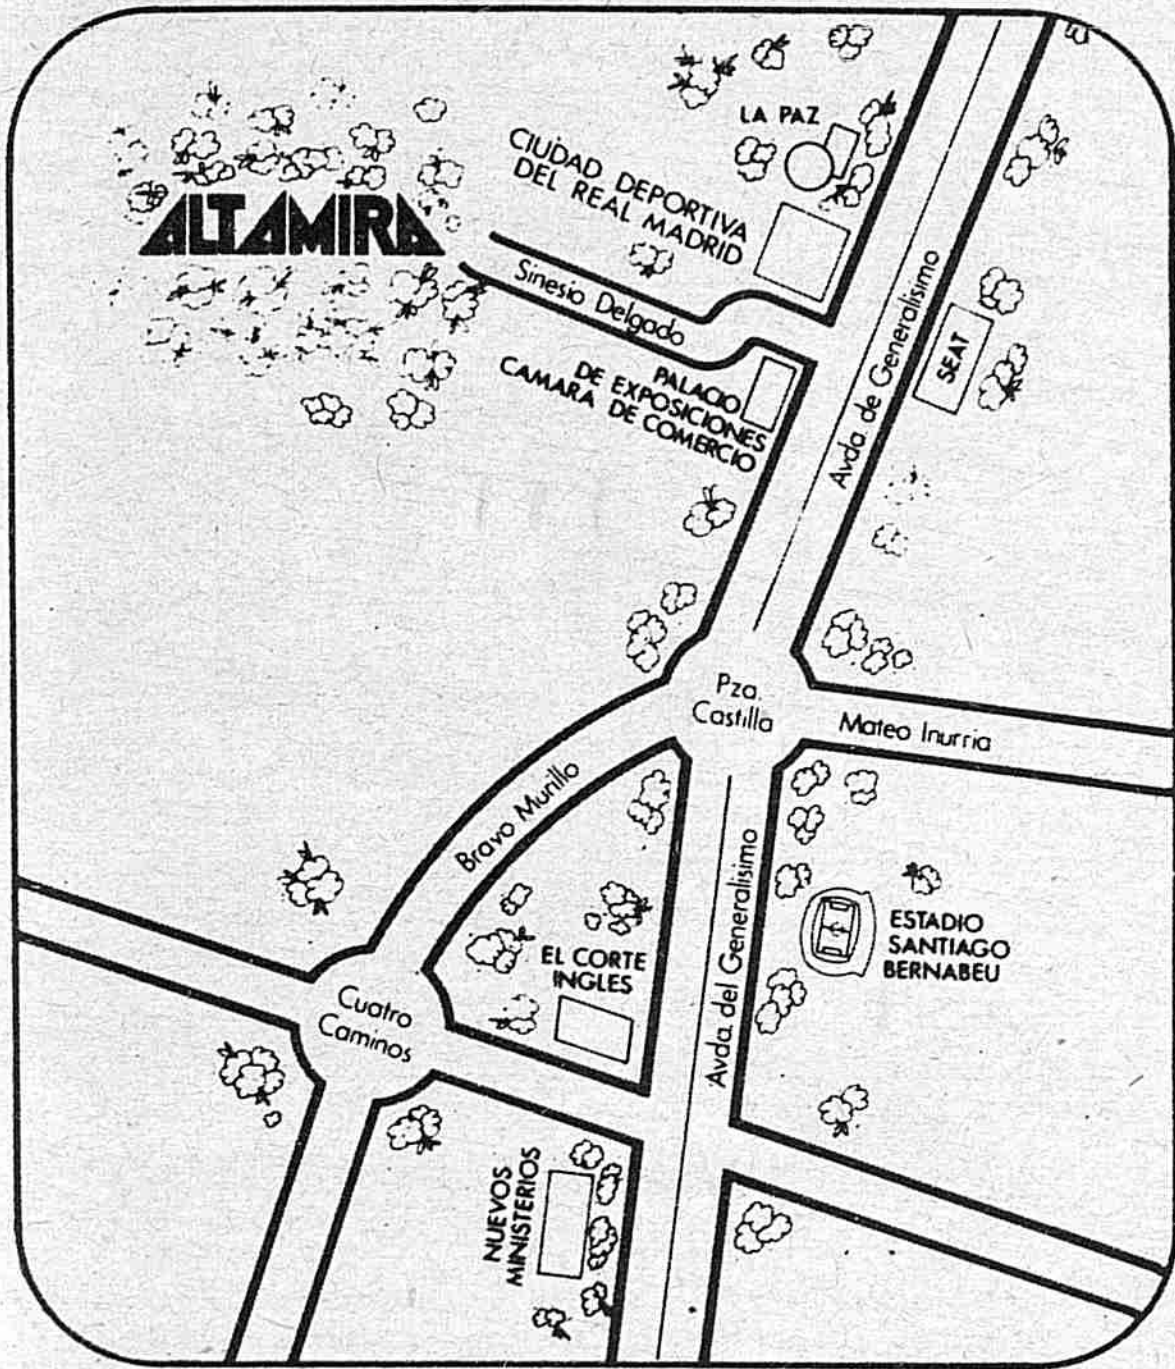 LA PAZ
CIUDAD DEPORTIVA
DEL REAL MADRID
ALTAMIRA
Sinesio Delgado
PALACIO
DE EXPOSICIONES
CAMARA DE COMERCIO
Avda de Generalisimo
SEAT
Pza.
Castilla
Mateo Inurria
Bravo Murillo
Avda. del Generalisimo
ESTADIO
SANTIAGO
BERNABEU
EL CORTE
INGLES
Cuatro
Caminos
NUEVOS
MINISTERIOS